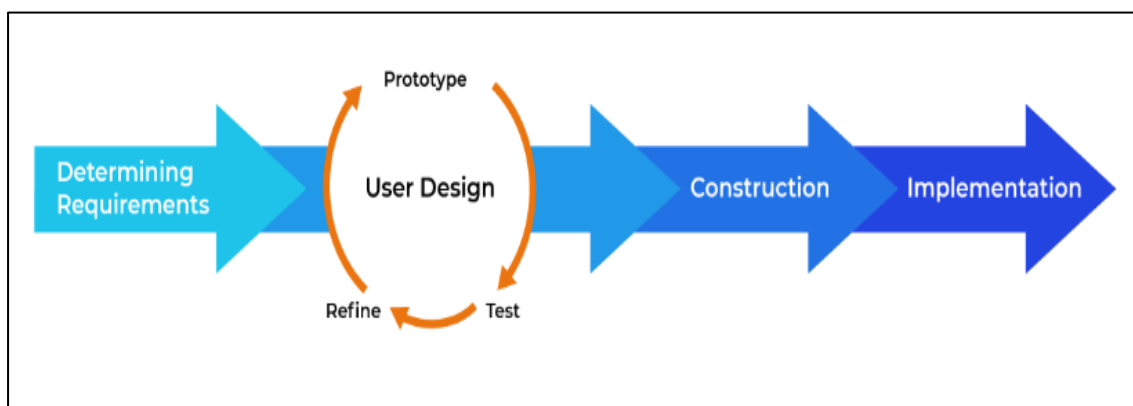 Determining
Requirements
Prototype
User Design
Refine
Test
Construction
Implementation